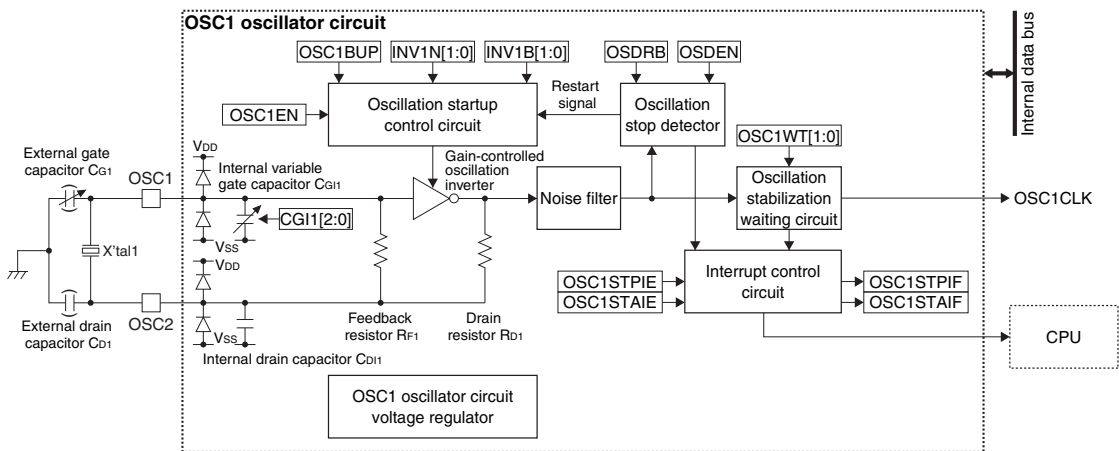 OSC1 oscillator circuit
OSC1BUP
INV1N[1:0]
INV1B[1:0]
OSDRB
OSDEN
Internal data bus
OSC1EN
Oscillation startup
control circuit
Restart
signal
Oscillation
stop detector
OSC1WT[1:0]
External gate
capacitor CG1
OSC1
VDD
Internal variable
gate capacitor CGI1
Gain-controlled
oscillation
inverter
Noise filter
Oscillation
stabilization
waiting circuit
OSC1CLK
CGI1[2:0]
VSS
X'tal1
VDD
OSC1STPIE
OSC1STAIE
Interrupt control
circuit
OSC1STPIF
OSC1STAIF
External drain
capacitor CD1
OSC2
VSS
Internal drain capacitor CDI1
Feedback
resistor RF1
Drain
resistor RD1
CPU
OSC1 oscillator circuit
voltage regulator